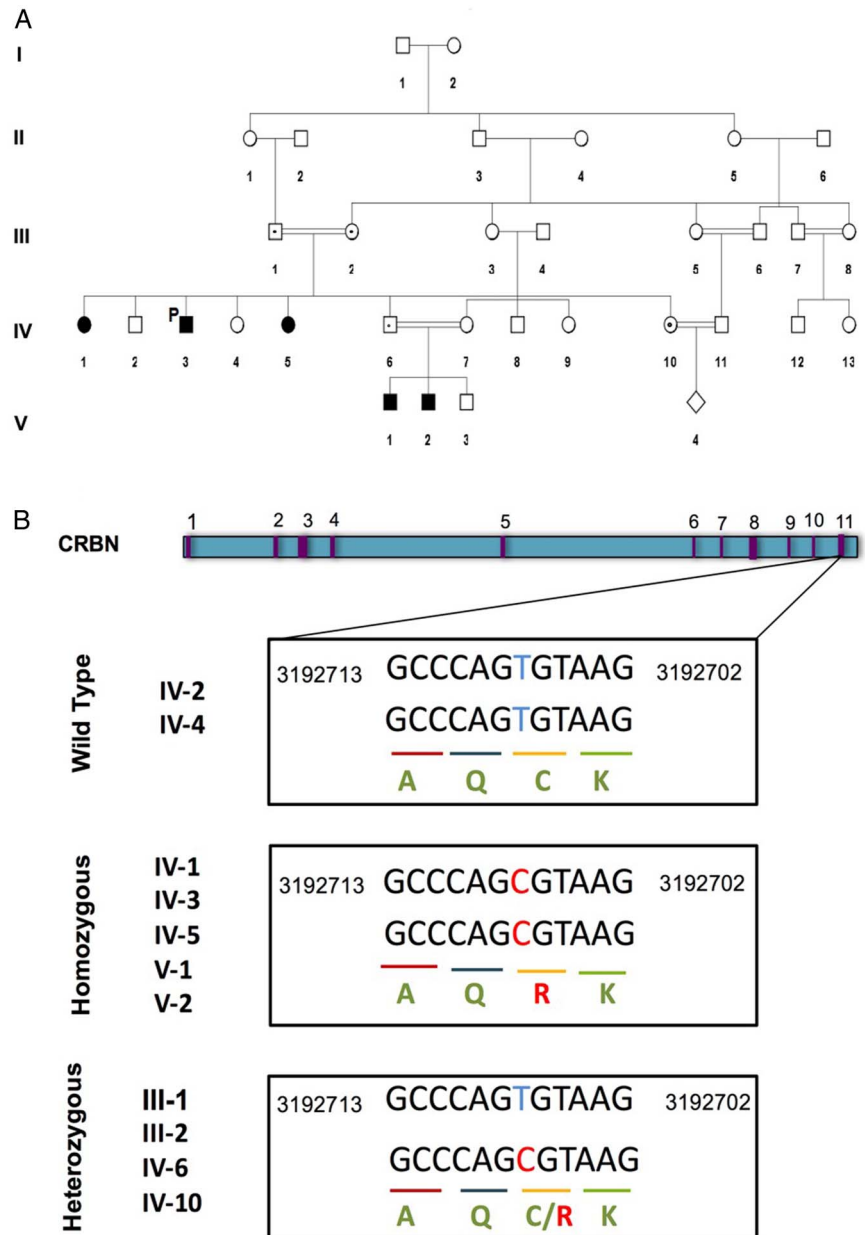 A
I
1 2
II
1 2 3 4 5 6
III
1 2 3 4 5 6 7 8
P
IV
1 2 3 4 5 6 7 8 9 10 11 12 13
V
1 2 3 4
B
CRBN
1 2 3 4 5 6 7 8 9 10 11
Wild Type
IV-2
IV-4
3192713 GCCCAGTGTAAG 3192702
GCCCAGTGTAAG
A Q C K
Homozygous
IV-1
IV-3
IV-5
V-1
V-2
3192713 GCCCAGCGTAAG 3192702
GCCCAGCGTAAG
A Q R K
Heterozygous
III-1
III-2
IV-6
IV-10
3192713 GCCCAGTGTAAG 3192702
GCCCAGCGTAAG
A Q C/R K